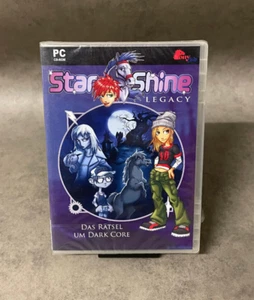 PC
CD-ROM
Star Shine
LEGACY
DAS RÄTSEL
UM DARK CORE